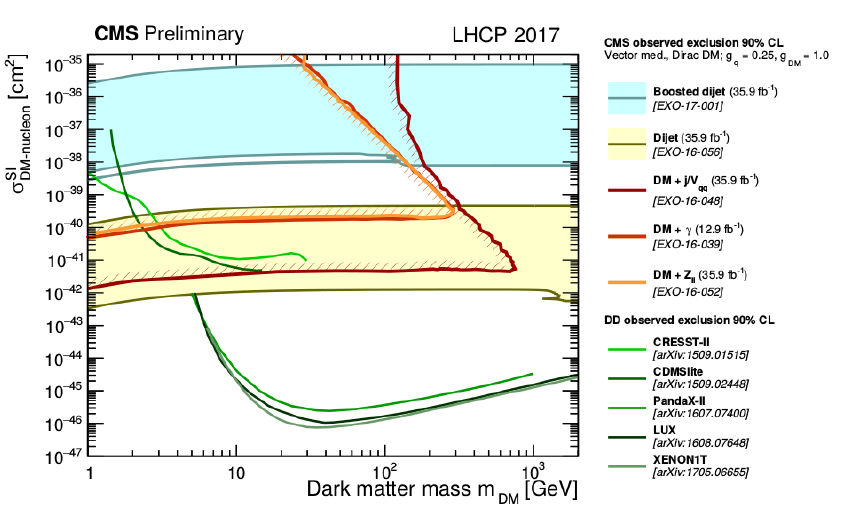 CMS Preliminary LHCP 2017
σ^SI_DM-nucleon [cm²]
10⁻³⁵
10⁻³⁶
10⁻³⁷
10⁻³⁸
10⁻³⁹
10⁻⁴⁰
10⁻⁴¹
10⁻⁴²
10⁻⁴³
10⁻⁴⁴
10⁻⁴⁵
10⁻⁴⁶
10⁻⁴⁷
1 10 10² 10³
Dark matter mass m_DM [GeV]
CMS observed exclusion 90% CL
Vector med., Dirac DM; g_q = 0.25, g_DM = 1.0
Boosted dijet (35.9 fb⁻¹)
[EXO-17-001]
Dijet (35.9 fb⁻¹)
[EXO-16-056]
DM + j/V_qq (35.9 fb⁻¹)
[EXO-16-048]
DM + γ (12.9 fb⁻¹)
[EXO-16-039]
DM + Z_ll (35.9 fb⁻¹)
[EXO-16-052]
DD observed exclusion 90% CL
CRESST-II
[arXiv:1509.01515]
CDMSlite
[arXiv:1509.02448]
PandaX-II
[arXiv:1607.07400]
LUX
[arXiv:1608.07648]
XENON1T
[arXiv:1705.06655]